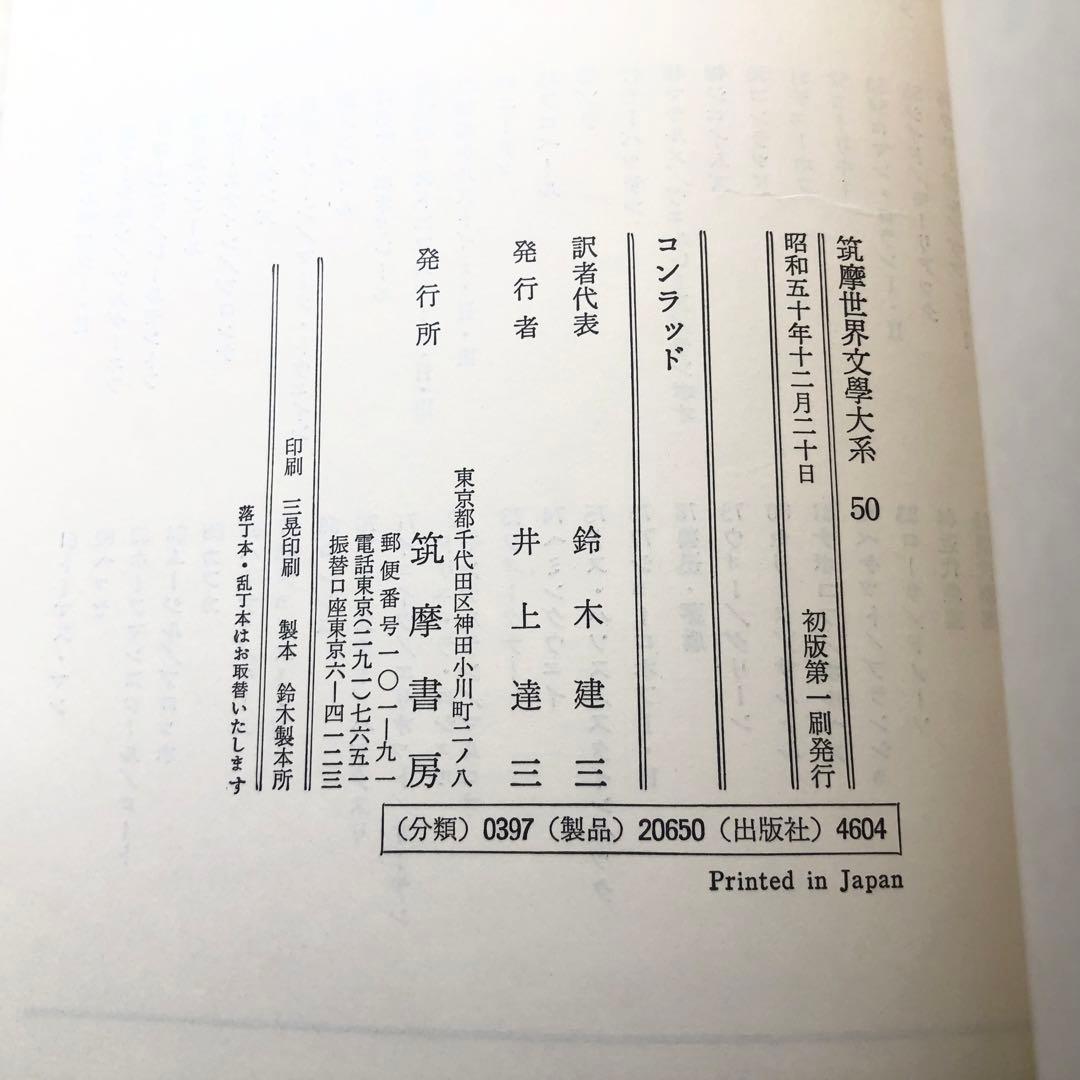 筑摩世界文學大系 50
昭和五十年十二月二十日 初版第一刷発行
コンラッド
訳者代表 鈴木建三
発行者 井上達三
発行所 筑摩書房
東京都千代田区神田小川町二ノ八
郵便番号一〇一―九一
電話東京(二九一)七六五一
振替口座東京六―四一二三
印刷 三晃印刷 製本 鈴木製本所
落丁本・乱丁本はお取替いたします
(分類) 0397 (製品) 20650 (出版社) 4604
Printed in Japan